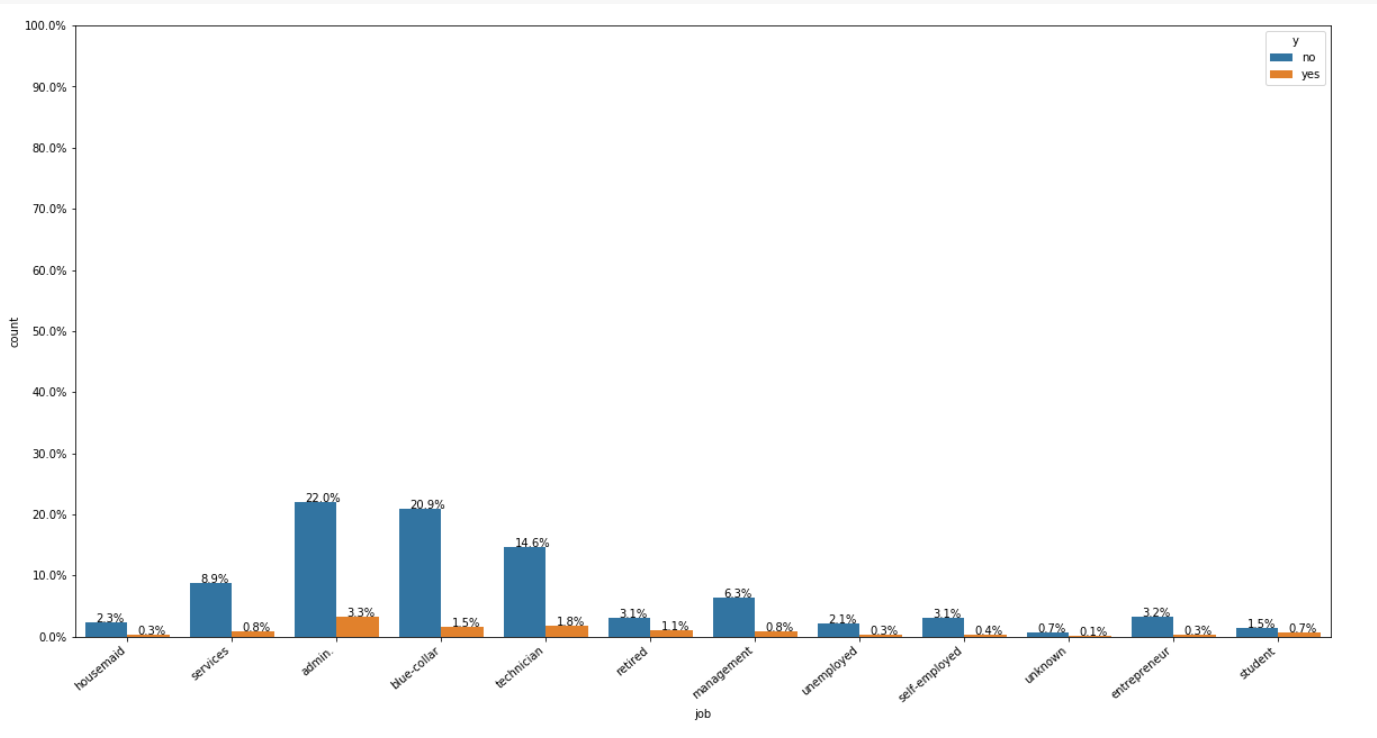 100.0%
90.0%
80.0%
70.0%
60.0%
50.0%
40.0%
30.0%
20.0%
10.0%
0.0%
count
y
no
yes
2.3% 0.3%
8.9% 0.8%
22.0% 3.3%
20.9% 1.5%
14.6% 1.8%
3.1% 1.1%
6.3% 0.8%
2.1% 0.3%
3.1% 0.4%
0.7% 0.1%
3.2% 0.3%
1.5% 0.7%
housemaid
services
admin.
blue-collar
technician
retired
management
unemployed
self-employed
unknown
entrepreneur
student
job